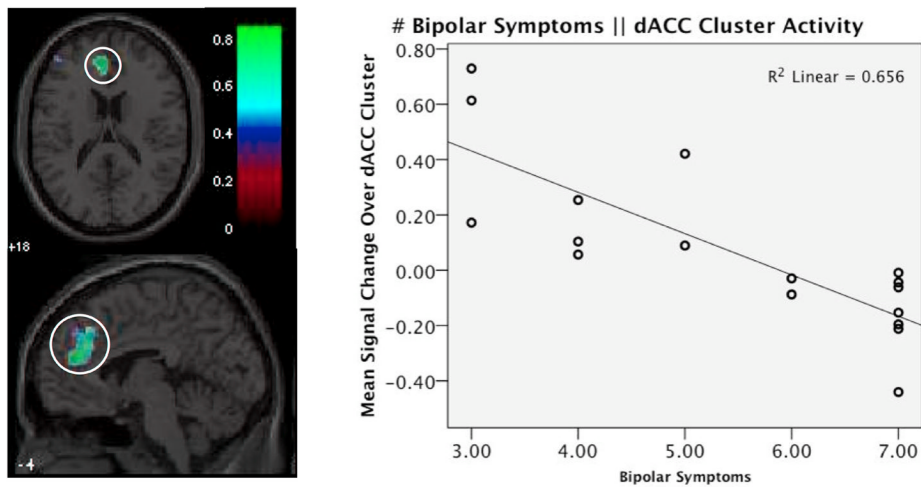 0.8
0.6
0.4
0.2
0
+18
- 4
# Bipolar Symptoms || dACC Cluster Activity
R² Linear = 0.656
Mean Signal Change Over dACC Cluster
0.80
0.60
0.40
0.20
0.00
-0.20
-0.40
3.00 4.00 5.00 6.00 7.00
Bipolar Symptoms